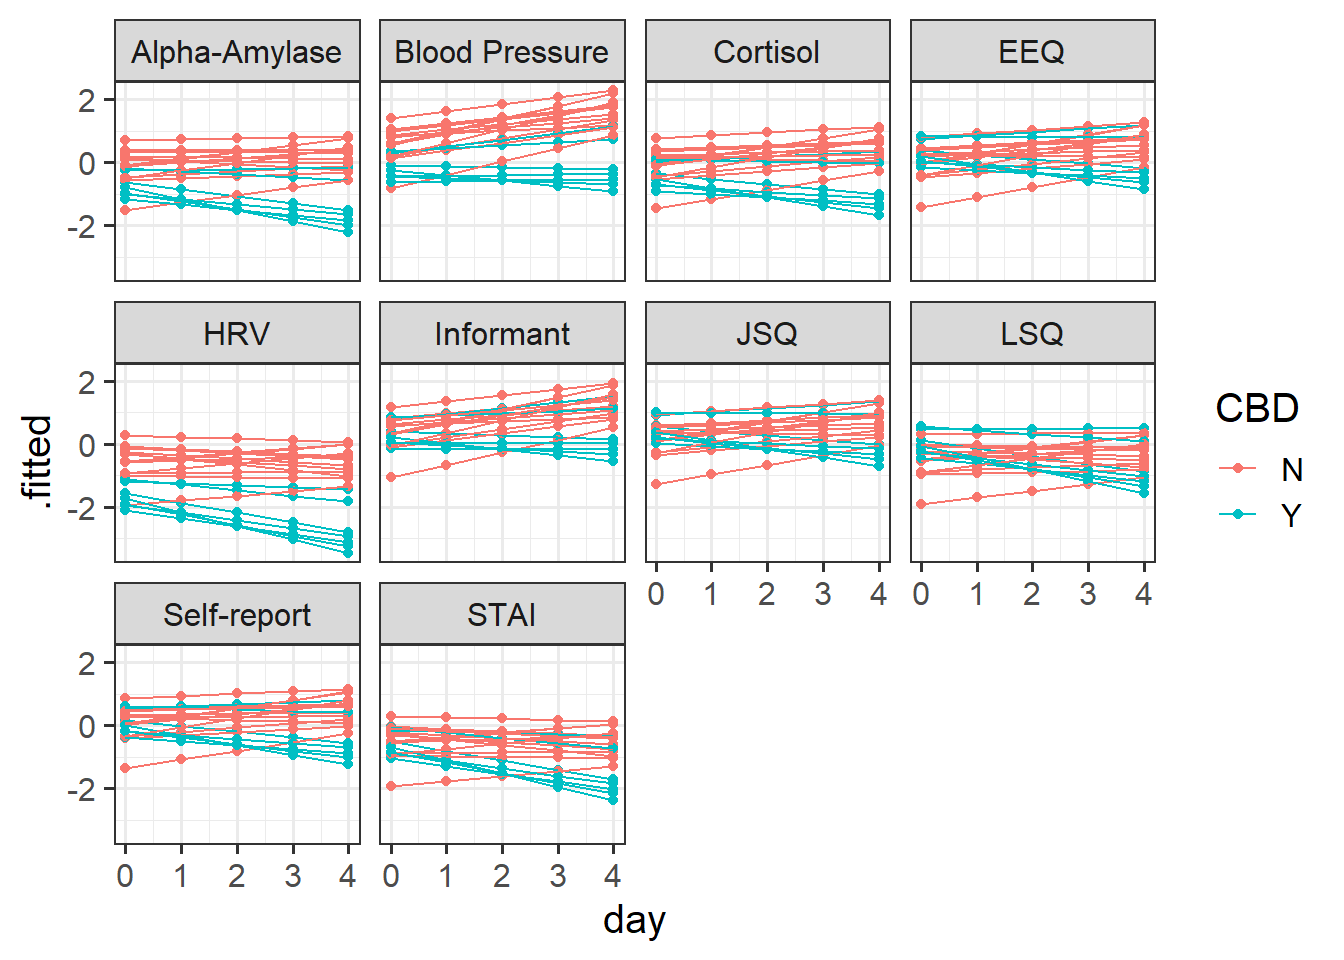 Alpha-Amylase Blood Pressure Cortisol EEQ
2
0
-2
HRV Informant JSQ LSQ
2
0
-2
0 1 2 3 4 0 1 2 3 4
Self-report STAI
2
0
-2
0 1 2 3 4 0 1 2 3 4
day
.fitted
CBD
N
Y